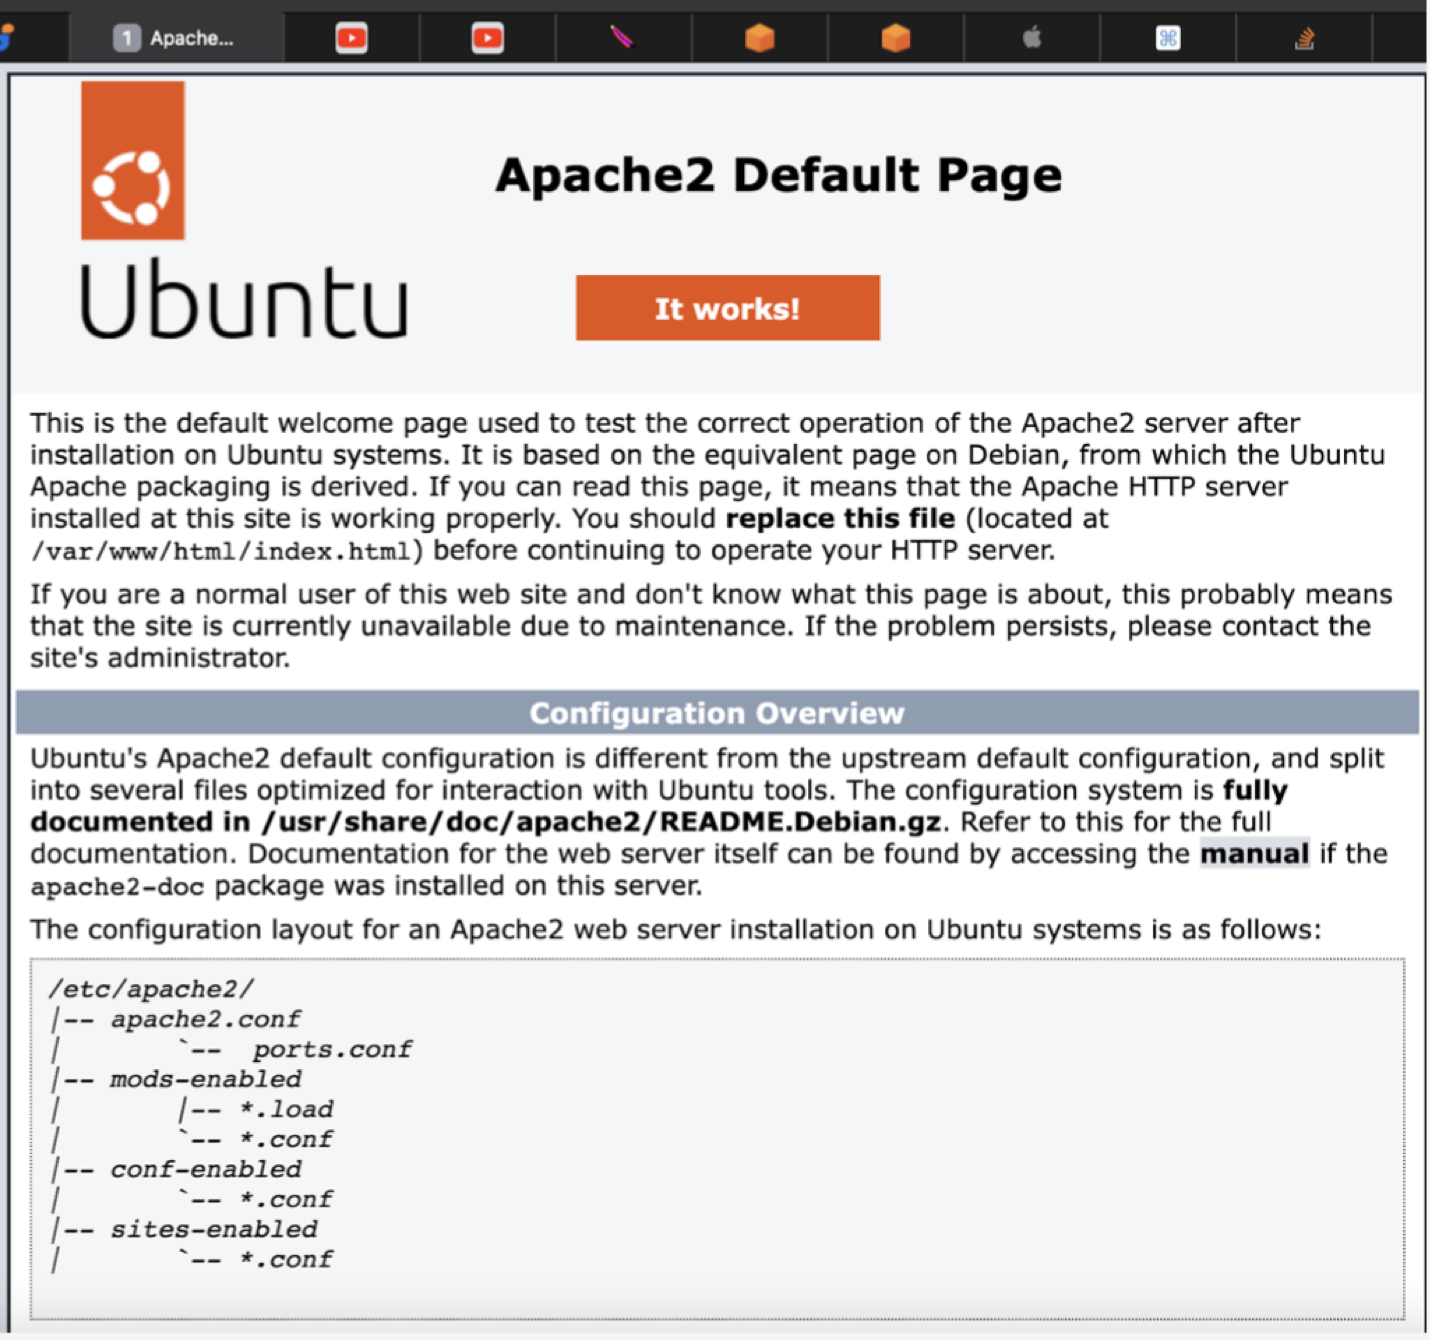 1 Apache...
Apache2 Default Page
Ubuntu
It works!
This is the default welcome page used to test the correct operation of the Apache2 server after
installation on Ubuntu systems. It is based on the equivalent page on Debian, from which the Ubuntu
Apache packaging is derived. If you can read this page, it means that the Apache HTTP server
installed at this site is working properly. You should replace this file (located at
/var/www/html/index.html) before continuing to operate your HTTP server.
If you are a normal user of this web site and don't know what this page is about, this probably means
that the site is currently unavailable due to maintenance. If the problem persists, please contact the
site's administrator.
Configuration Overview
Ubuntu's Apache2 default configuration is different from the upstream default configuration, and split
into several files optimized for interaction with Ubuntu tools. The configuration system is fully
documented in /usr/share/doc/apache2/README.Debian.gz. Refer to this for the full
documentation. Documentation for the web server itself can be found by accessing the manual if the
apache2-doc package was installed on this server.
The configuration layout for an Apache2 web server installation on Ubuntu systems is as follows:
/etc/apache2/
|-- apache2.conf
|       `--  ports.conf
|-- mods-enabled
|       |-- *.load
|       `-- *.conf
|-- conf-enabled
|       `-- *.conf
|-- sites-enabled
|       `-- *.conf